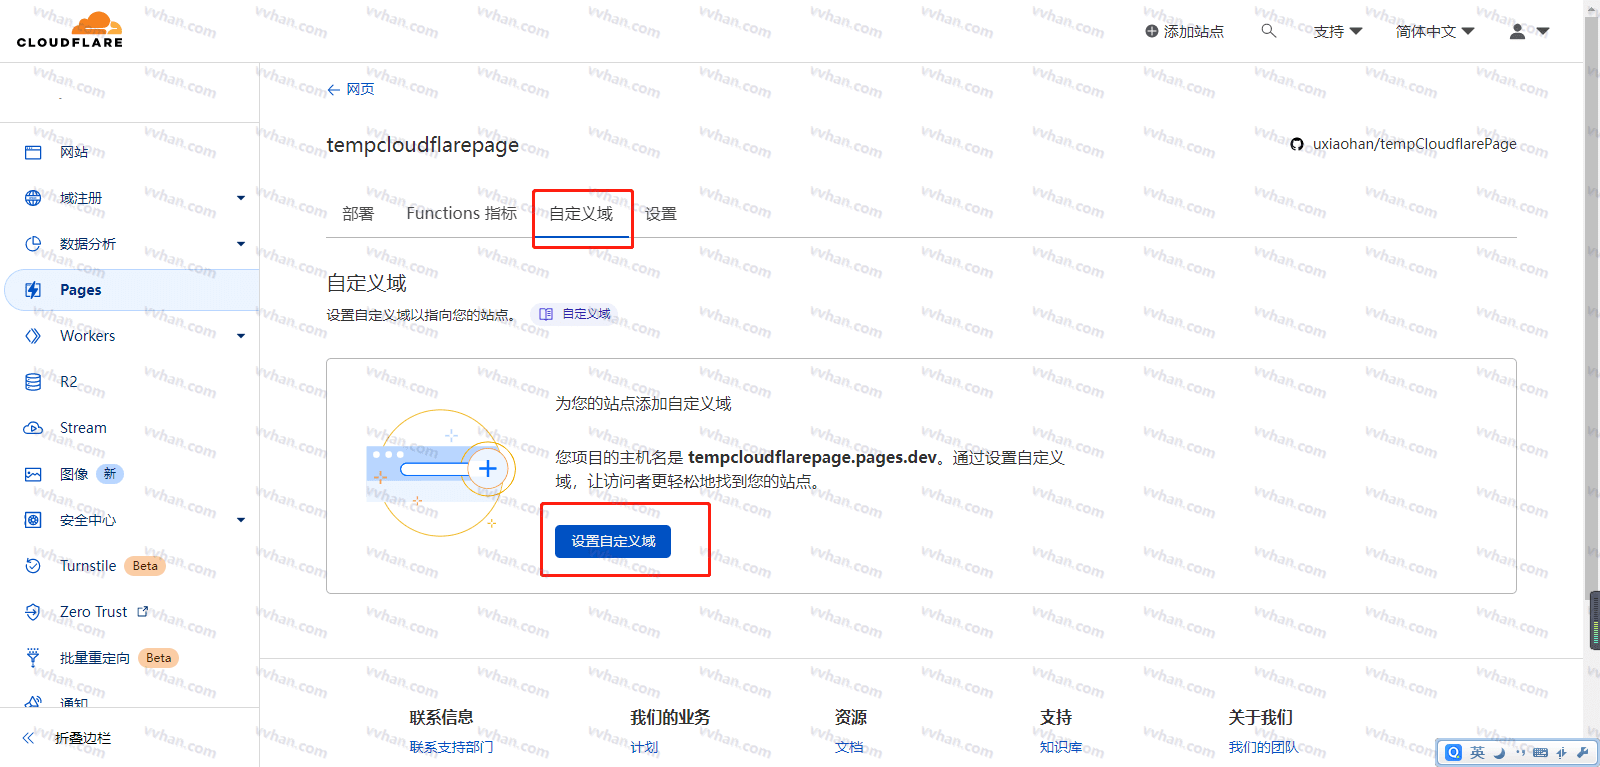 CLOUDFLARE
添加站点
支持
简体中文
网页
tempcloudflarepage
uxiaohan/tempCloudflarePage
网站
域注册
数据分析
Pages
Workers
R2
Stream
图像 新
安全中心
Turnstile Beta
Zero Trust
批量重定向 Beta
通知
折叠边栏
部署 Functions 指标 自定义域 设置
自定义域
设置自定义域以指向您的站点。 自定义域
为您的站点添加自定义域
您项目的主机名是 tempcloudflarepage.pages.dev。通过设置自定义
域，让访问者更轻松地找到您的站点。
设置自定义域
联系信息 我们的业务 资源 支持 关于我们
联系支持部门 计划 文档 知识库 我们的团队
英
vvhan.com